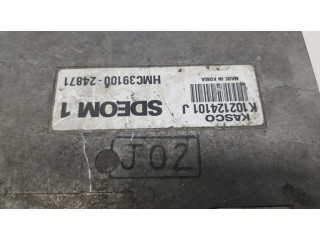 KASCO
MADE IN KOREA
K102124101 J
SDEOM 1
HMC39100-24871
J02